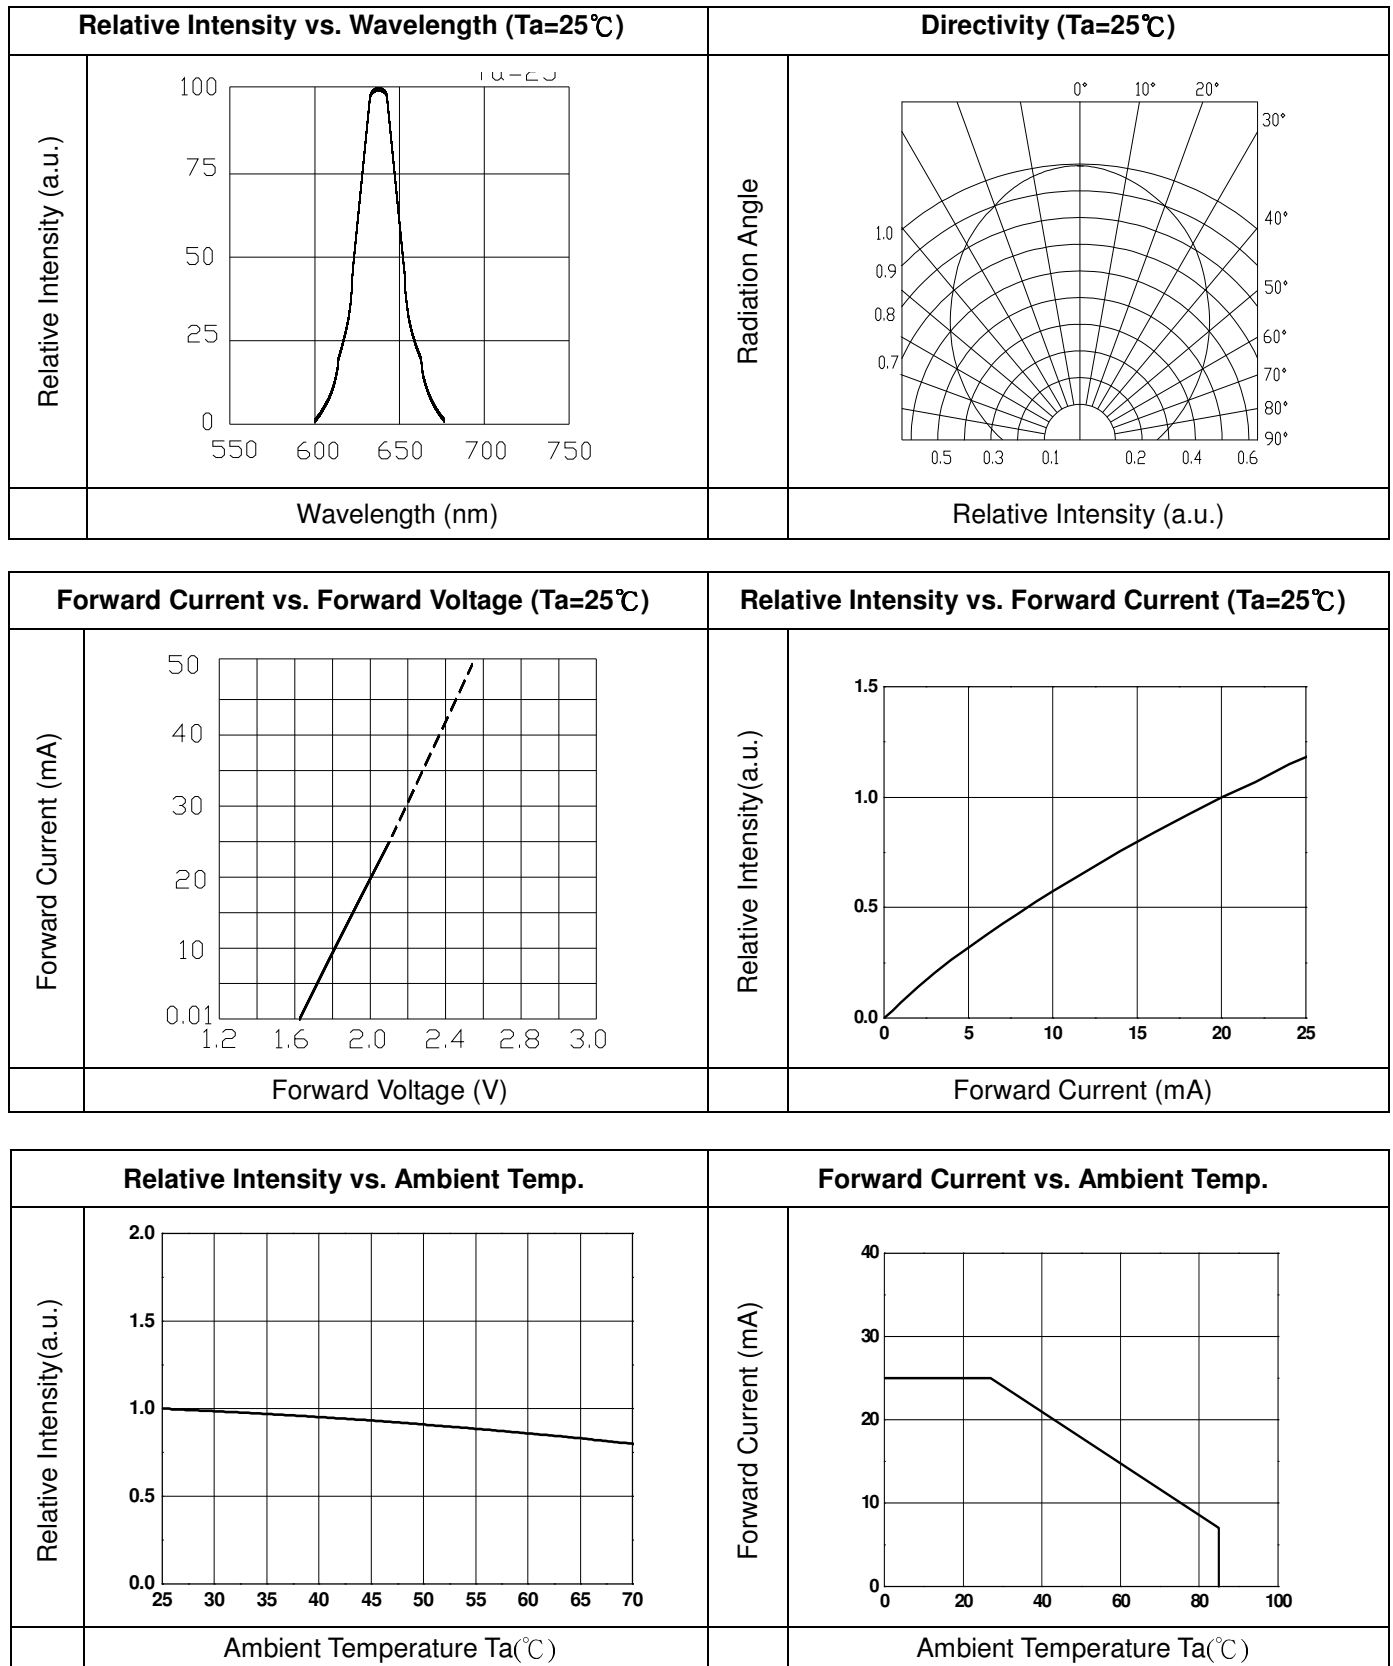 Relative Intensity vs. Wavelength (Ta=25℃)
Directivity (Ta=25℃)
Relative Intensity (a.u.)
100
75
50
25
0
550 600 650 700 750
Wavelength (nm)
Radiation Angle
0° 10° 20°
30°
40°
50°
60°
70°
80°
90°
1.0
0.9
0.8
0.7
0.5 0.3 0.1 0.2 0.4 0.6
Relative Intensity (a.u.)
Forward Current vs. Forward Voltage (Ta=25℃)
Relative Intensity vs. Forward Current (Ta=25℃)
Forward Current (mA)
50
40
30
20
10
0.01
1.2 1.6 2.0 2.4 2.8 3.0
Forward Voltage (V)
Relative Intensity(a.u.)
1.5
1.0
0.5
0.0
0 5 10 15 20 25
Forward Current (mA)
Relative Intensity vs. Ambient Temp.
Forward Current vs. Ambient Temp.
Relative Intensity(a.u.)
2.0
1.5
1.0
0.5
0.0
25 30 35 40 45 50 55 60 65 70
Ambient Temperature Ta(℃)
Forward Current (mA)
40
30
20
10
0
0 20 40 60 80 100
Ambient Temperature Ta(℃)